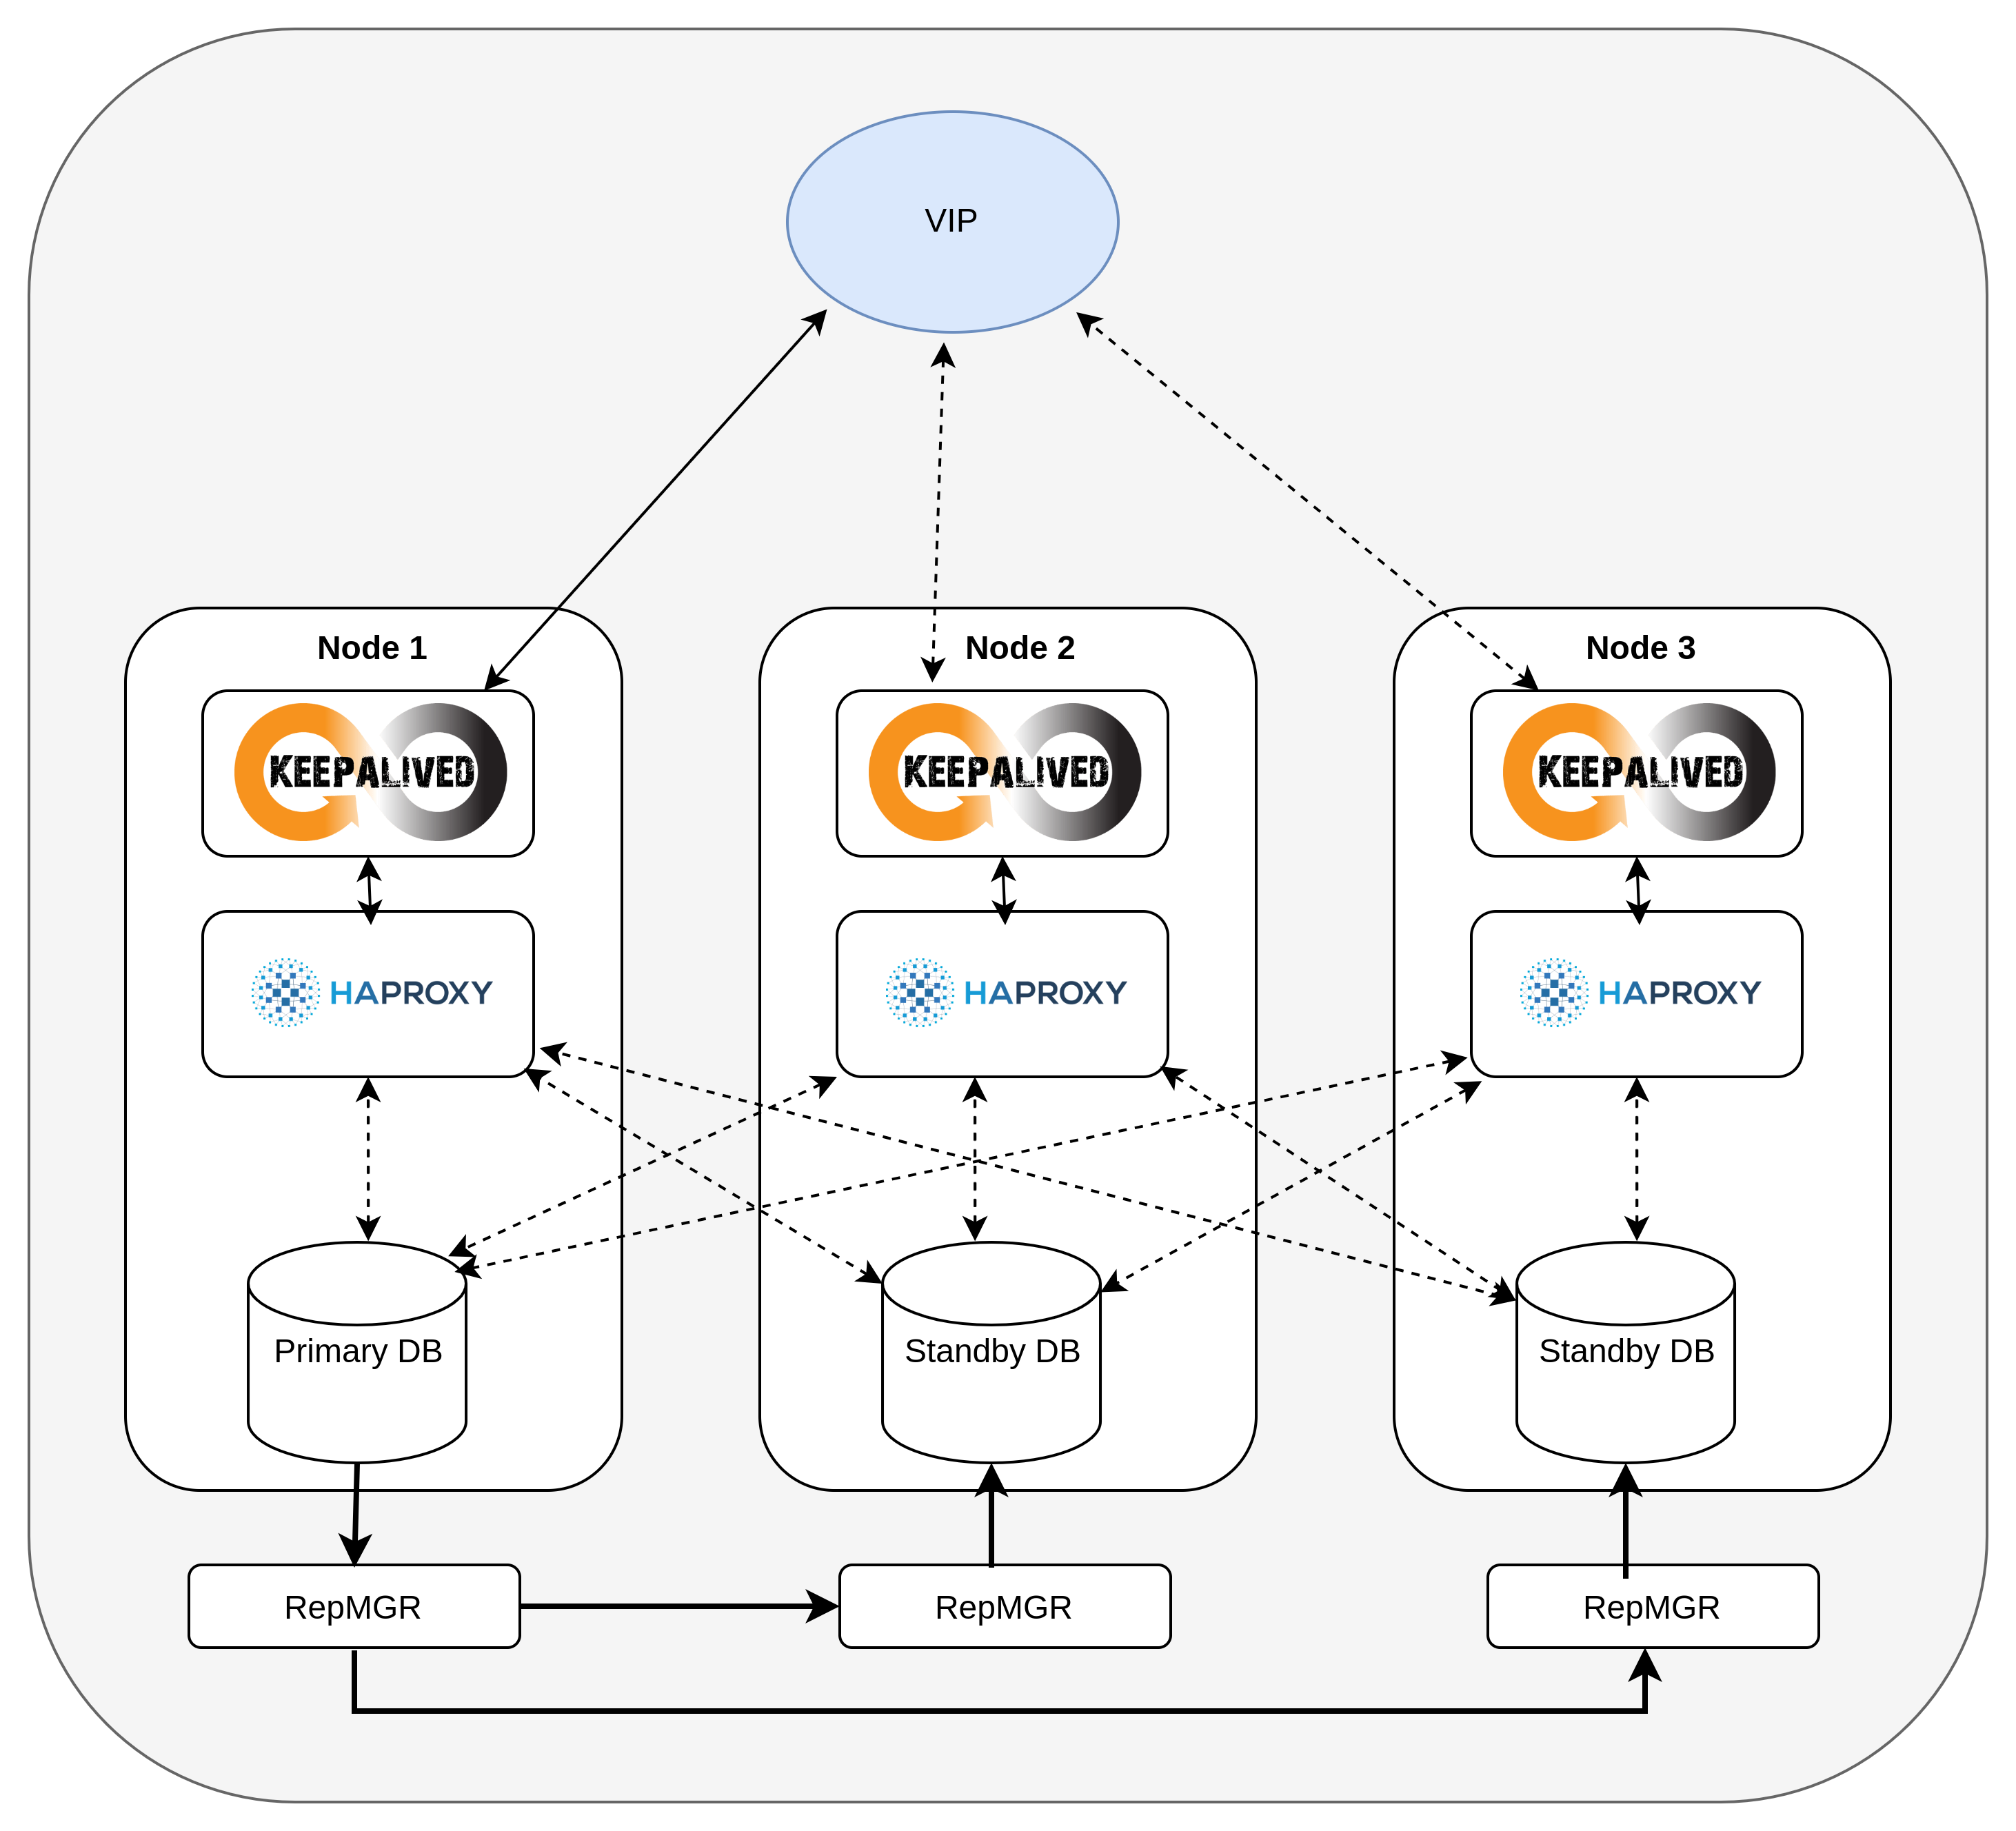 VIP
Node 1
Node 2
Node 3
KEEPALIVED
KEEPALIVED
KEEPALIVED
HAPROXY
HAPROXY
HAPROXY
Primary DB
Standby DB
Standby DB
RepMGR
RepMGR
RepMGR